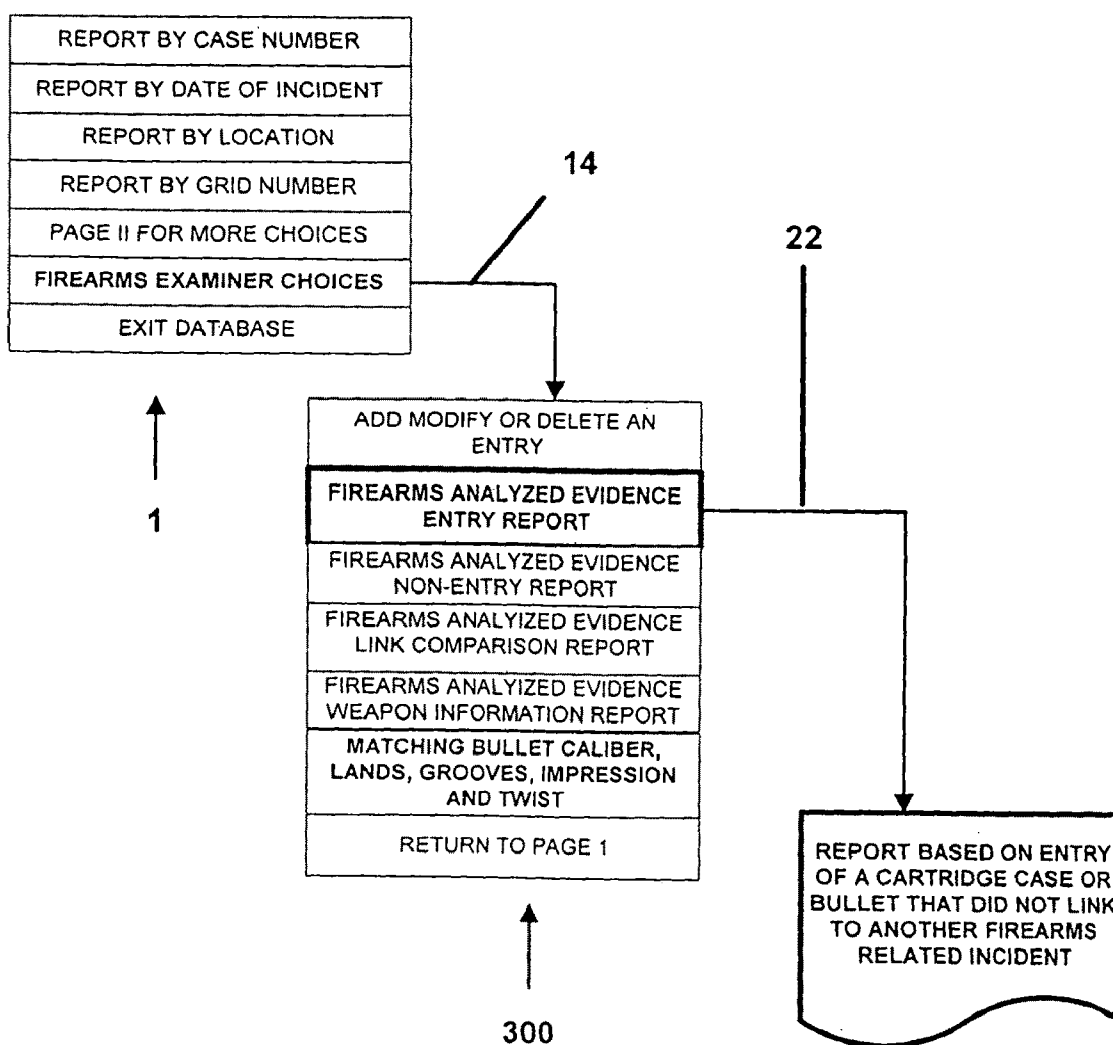 REPORT BY CASE NUMBER
REPORT BY DATE OF INCIDENT
REPORT BY LOCATION
REPORT BY GRID NUMBER
PAGE II FOR MORE CHOICES
FIREARMS EXAMINER CHOICES
EXIT DATABASE
14
22
1
ADD MODIFY OR DELETE AN
ENTRY
FIREARMS ANALYZED EVIDENCE
ENTRY REPORT
FIREARMS ANALYZED EVIDENCE
NON-ENTRY REPORT
FIREARMS ANALYIZED EVIDENCE
LINK COMPARISON REPORT
FIREARMS ANALYIZED EVIDENCE
WEAPON INFORMATION REPORT
MATCHING BULLET CALIBER,
LANDS, GROOVES, IMPRESSION
AND TWIST
RETURN TO PAGE 1
300
REPORT BASED ON ENTRY
OF A CARTRIDGE CASE OR
BULLET THAT DID NOT LINK
TO ANOTHER FIREARMS
RELATED INCIDENT